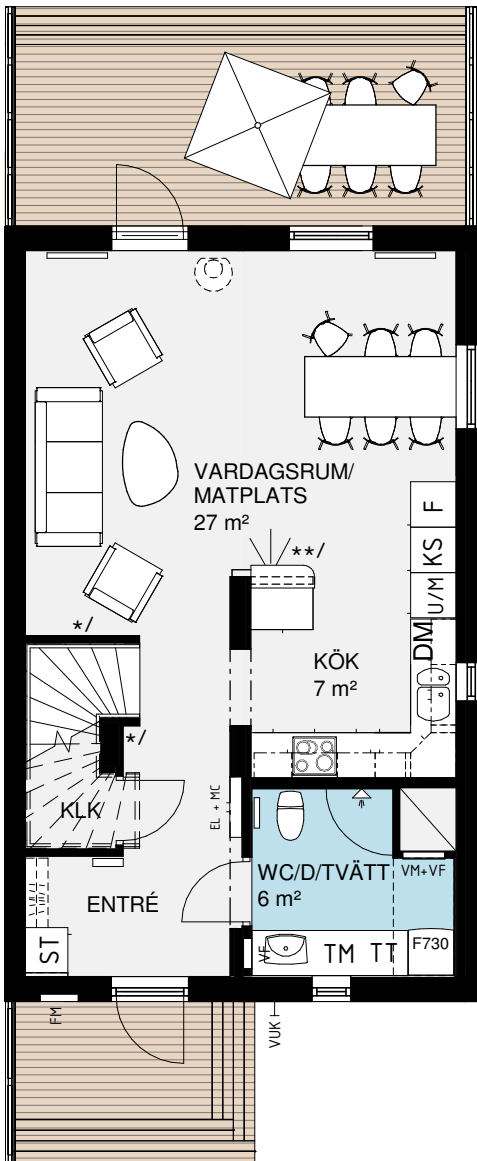 VARDAGSRUM/
MATPLATS
27 m²
F
KS
U/M
DM
**/
*/
KÖK
7 m²
*/
KLK
EL + MC
WC/D/TVÄTT
6 m²
VM+VF
ENTRÉ
ST
VF
TM TT
F730
FM
VUK